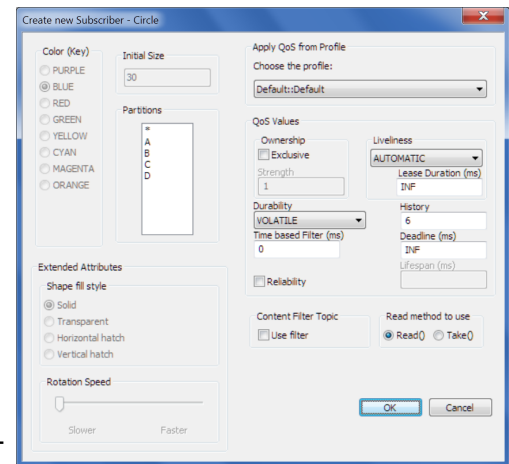 Create new Subscriber - Circle
Color (Key)
PURPLE
BLUE
RED
GREEN
YELLOW
CYAN
MAGENTA
ORANGE
Initial Size
30
Partitions
*
A
B
C
D
Extended Attributes
Shape fill style
Solid
Transparent
Horizontal hatch
Vertical hatch
Rotation Speed
Slower Faster
Apply QoS from Profile
Choose the profile:
Default::Default
QoS Values
Ownership
Exclusive
Strength
1
Liveliness
AUTOMATIC
Lease Duration (ms)
INF
Durability
VOLATILE
History
6
Time based Filter (ms)
0
Deadline (ms)
INF
Lifespan (ms)
Reliability
Content Filter Topic
Use filter
Read method to use
Read() Take()
OK Cancel